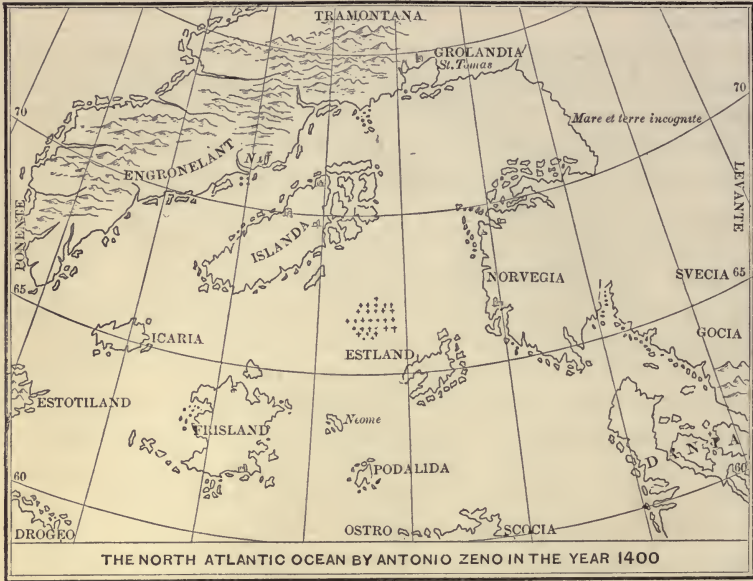 TRAMONTANA
GROLANDIA
St. Tomas
70
70
Mare et terre incognite
ENGRONELANT
LEVANTE
PONENTE
ISLANDA
NORVEGIA
SVECIA 65
65
GOCIA
ICARIA
ESTLAND
ESTOTILAND
FRISLAND
DANIA
PODALIDA
60
60
DROGEO
OSTRO
SCOCIA
THE NORTH ATLANTIC OCEAN BY ANTONIO ZENO IN THE YEAR 1400